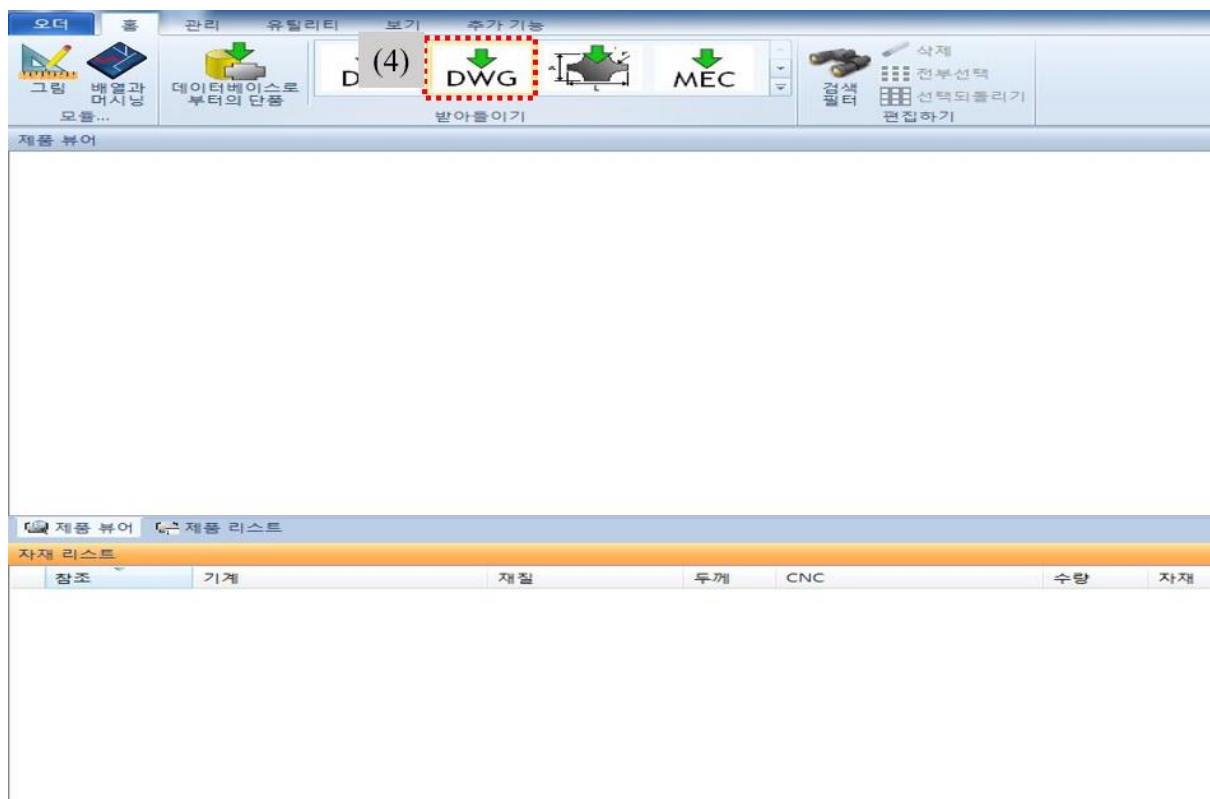 오더 홈 관리 유틸리티 보기 추가 기능
(4)
D DWG L MEC
그림 배열과 머시닝
데이터베이스로 부터의 단품
검색 필터
삭제
전부선택
선택되돌리기
모듈... 받아들이기 편집하기
제품 뷰어
제품 뷰어 제품 리스트
자재 리스트
참조 기계 재질 두께 CNC 수량 자재